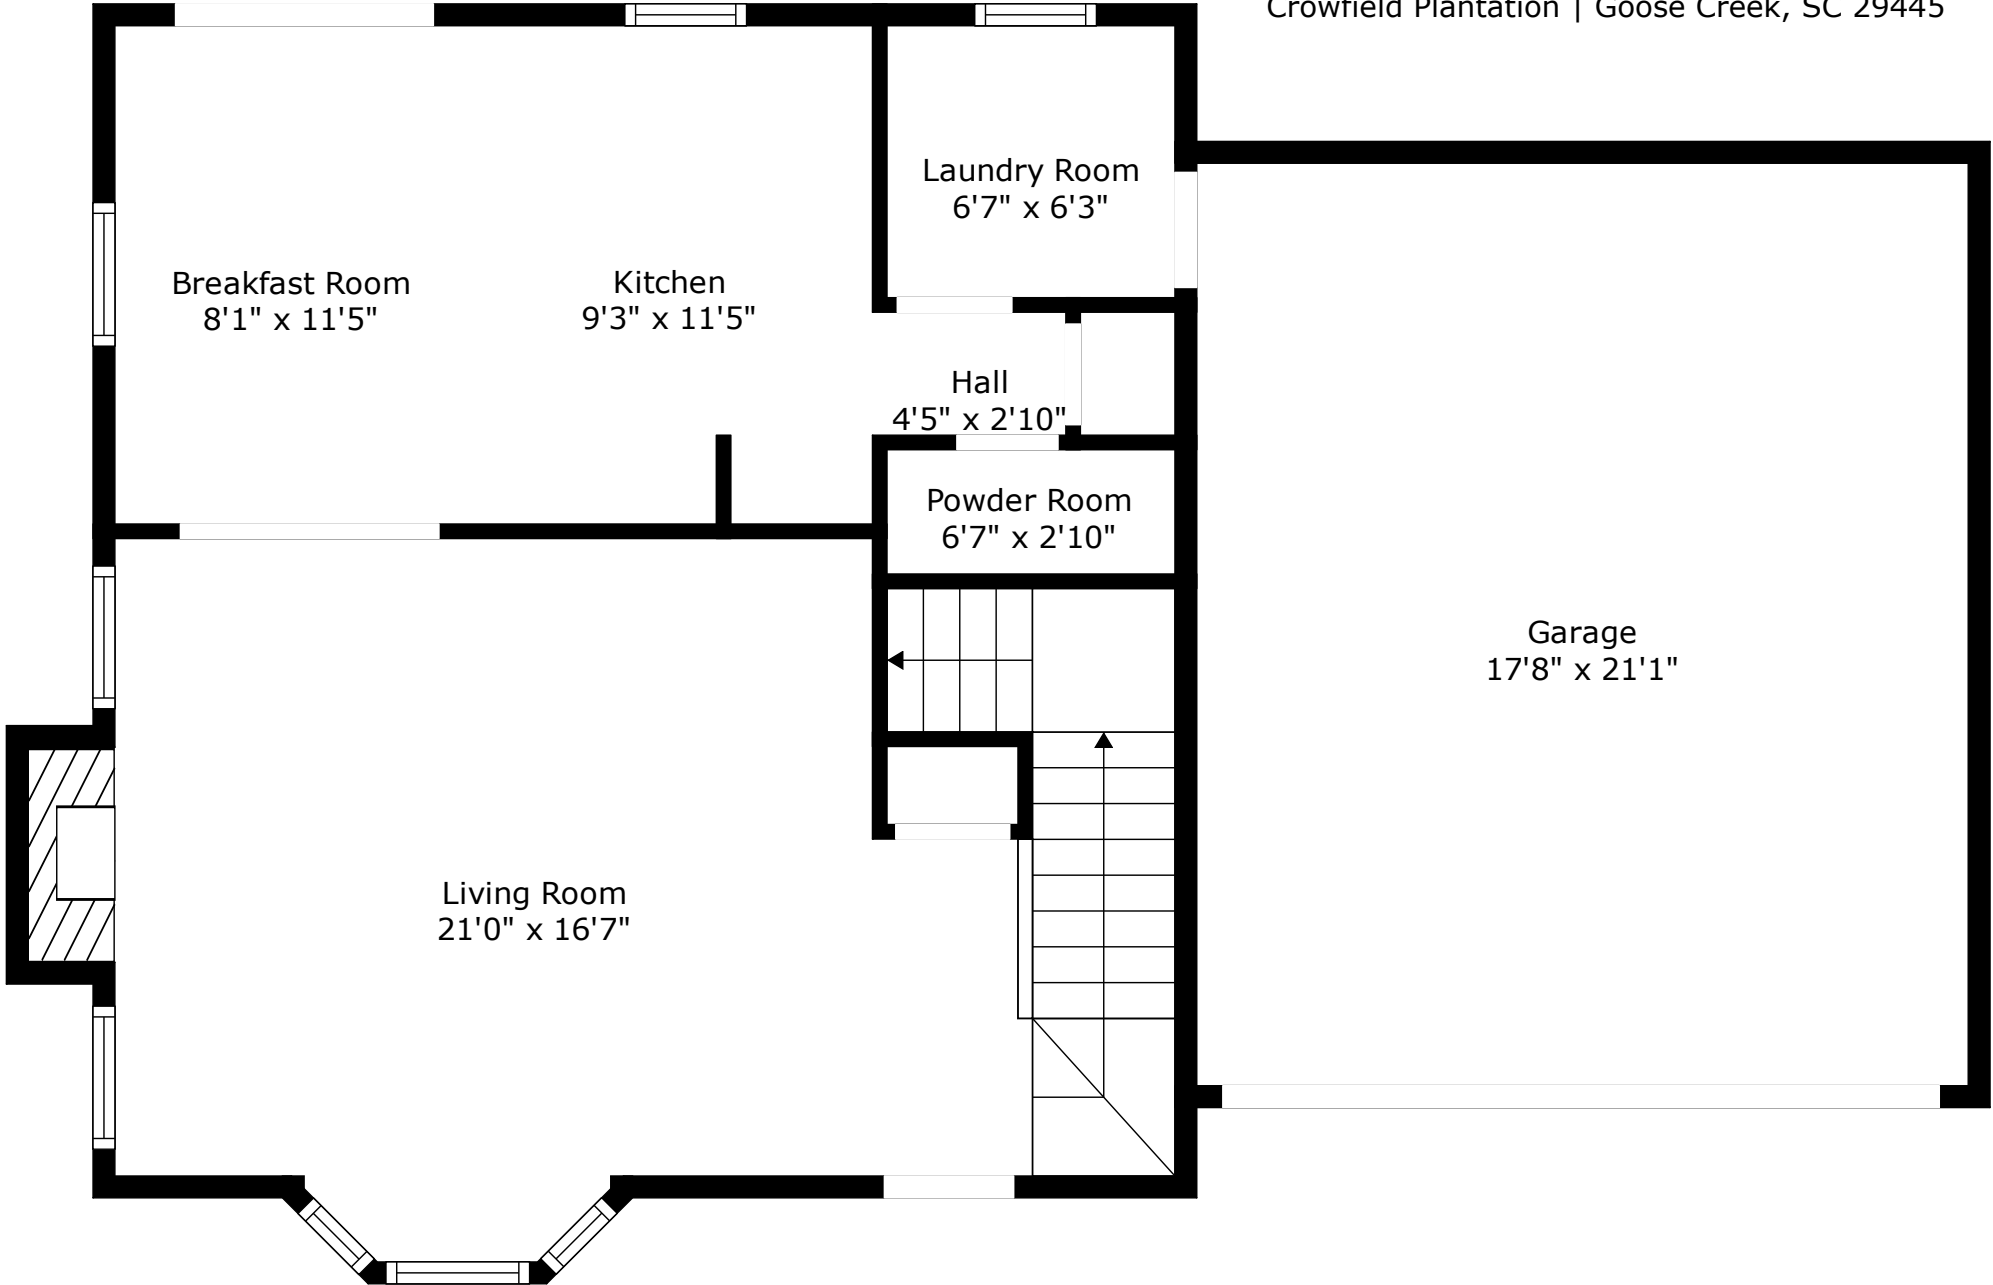 Crowfield Plantation | Goose Creek, SC 29445
Laundry Room
6'7" x 6'3"
Breakfast Room
8'1" x 11'5"
Kitchen
9'3" x 11'5"
Hall
4'5" x 2'10"
Powder Room
6'7" x 2'10"
Garage
17'8" x 21'1"
Living Room
21'0" x 16'7"